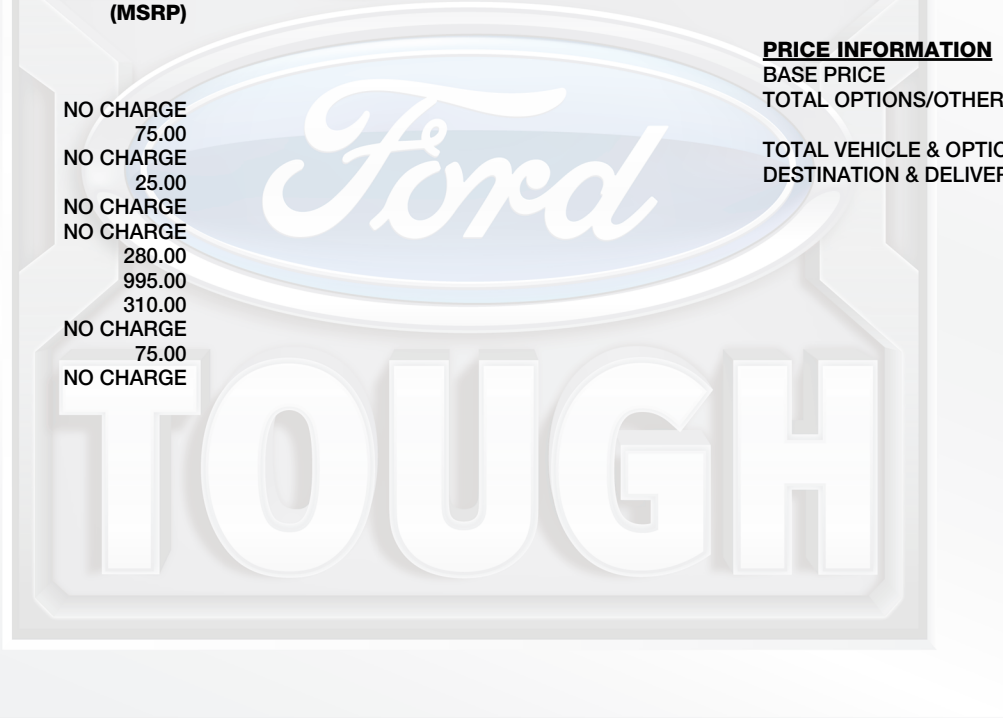 (MSRP)
NO CHARGE
75.00
NO CHARGE
25.00
NO CHARGE
NO CHARGE
280.00
995.00
310.00
NO CHARGE
75.00
NO CHARGE
PRICE INFORMATION
BASE PRICE
TOTAL OPTIONS/OTHER
TOTAL VEHICLE & OPTIO
DESTINATION & DELIVER
Ford
TOUGH